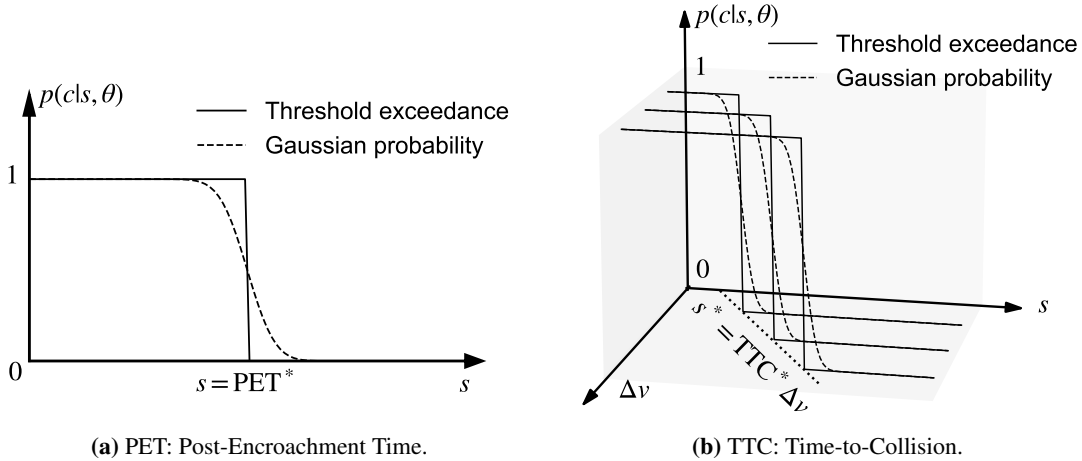 p(c|s, θ)
Threshold exceedance
Gaussian probability
1
0
s = PET*
s
(a) PET: Post-Encroachment Time.
p(c|s, θ)
Threshold exceedance
Gaussian probability
1
0
s
s* = TTC* Δv
Δv
(b) TTC: Time-to-Collision.